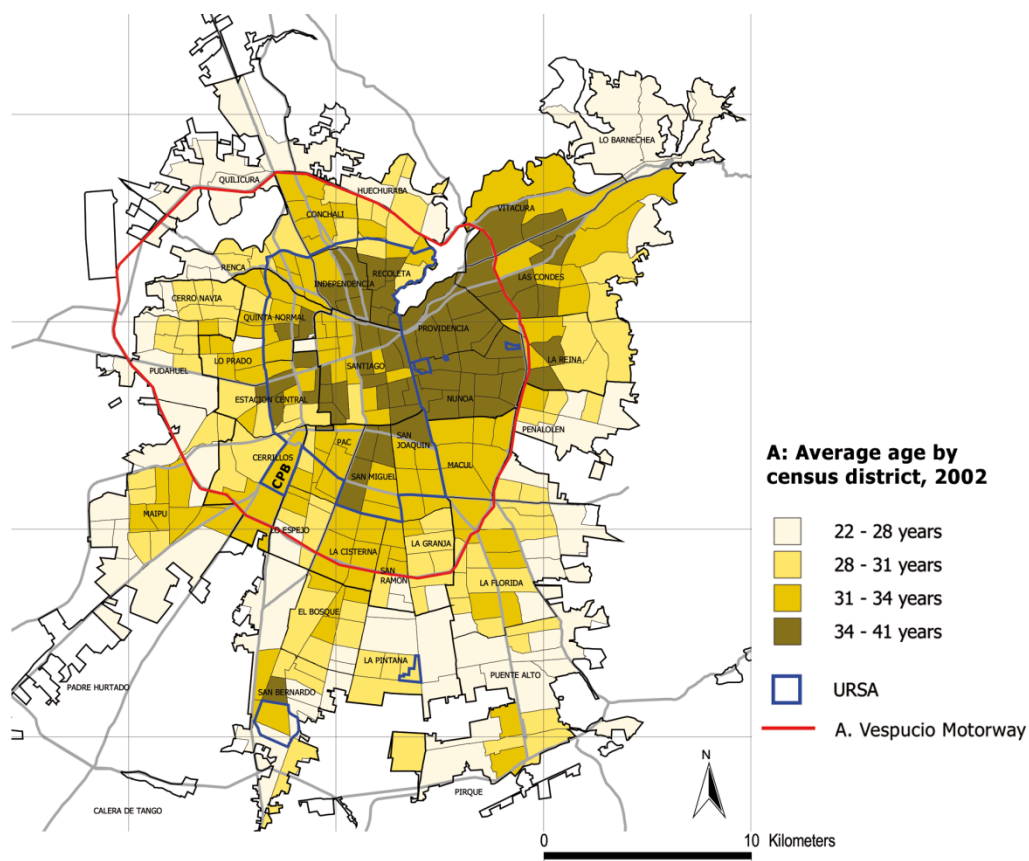 LO BARNECHEA
QUILICURA
HUECHURABA
VITACURA
CONCHALI
RENCA
RECOLETA
LAS CONDES
INDEPENDENCIA
CERRO NAVIA
QUINTA NORMAL
PROVIDENCIA
LO PRADO
SANTIAGO
LA REINA
PUDAHUEL
ESTACION CENTRAL
NUNOA
PENALOLEN
PAC
SAN
JOAQUIN
CERRILLOS
MACUL
CPB
SAN MIGUEL
MAIPU
LO ESPEJO
LA CISTERNA
LA GRANJA
SAN
RAMON
LA FLORIDA
EL BOSQUE
LA PINTANA
PUENTE ALTO
PADRE HURTADO
SAN BERNARDO
PIRQUE
CALERA DE TANGO
A: Average age by
census district, 2002
22 - 28 years
28 - 31 years
31 - 34 years
34 - 41 years
URSA
A. Vespucio Motorway
N
0 10 Kilometers